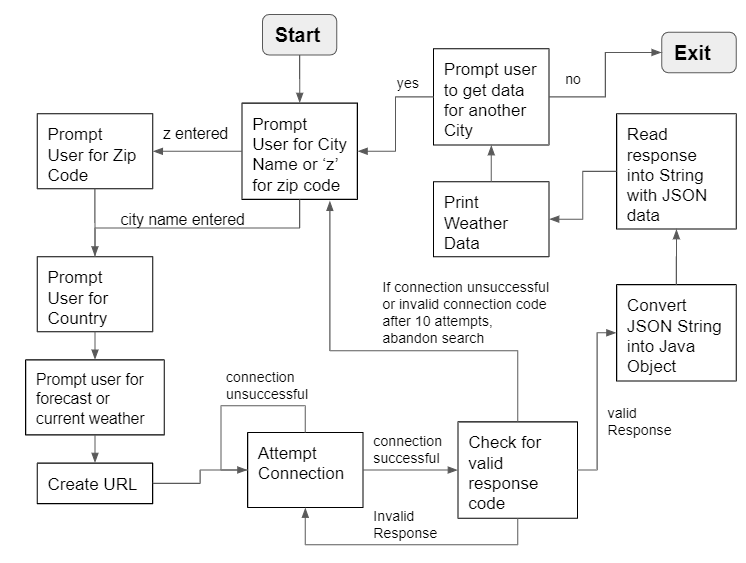 Start
Exit
Prompt user
to get data
for another
City
yes
no
Prompt
User for City
Name or ‘z’
for zip code
z entered
Prompt
User for Zip
Code
city name entered
Read
response
into String
with JSON
data
Print
Weather
Data
Prompt
User for
Country
If connection unsuccessful
or invalid connection code
after 10 attempts,
abandon search
Convert
JSON String
into Java
Object
Prompt user for
forecast or
current weather
connection
unsuccessful
valid
Response
Attempt
Connection
connection
successful
Check for
valid
response
code
Create URL
Invalid
Response